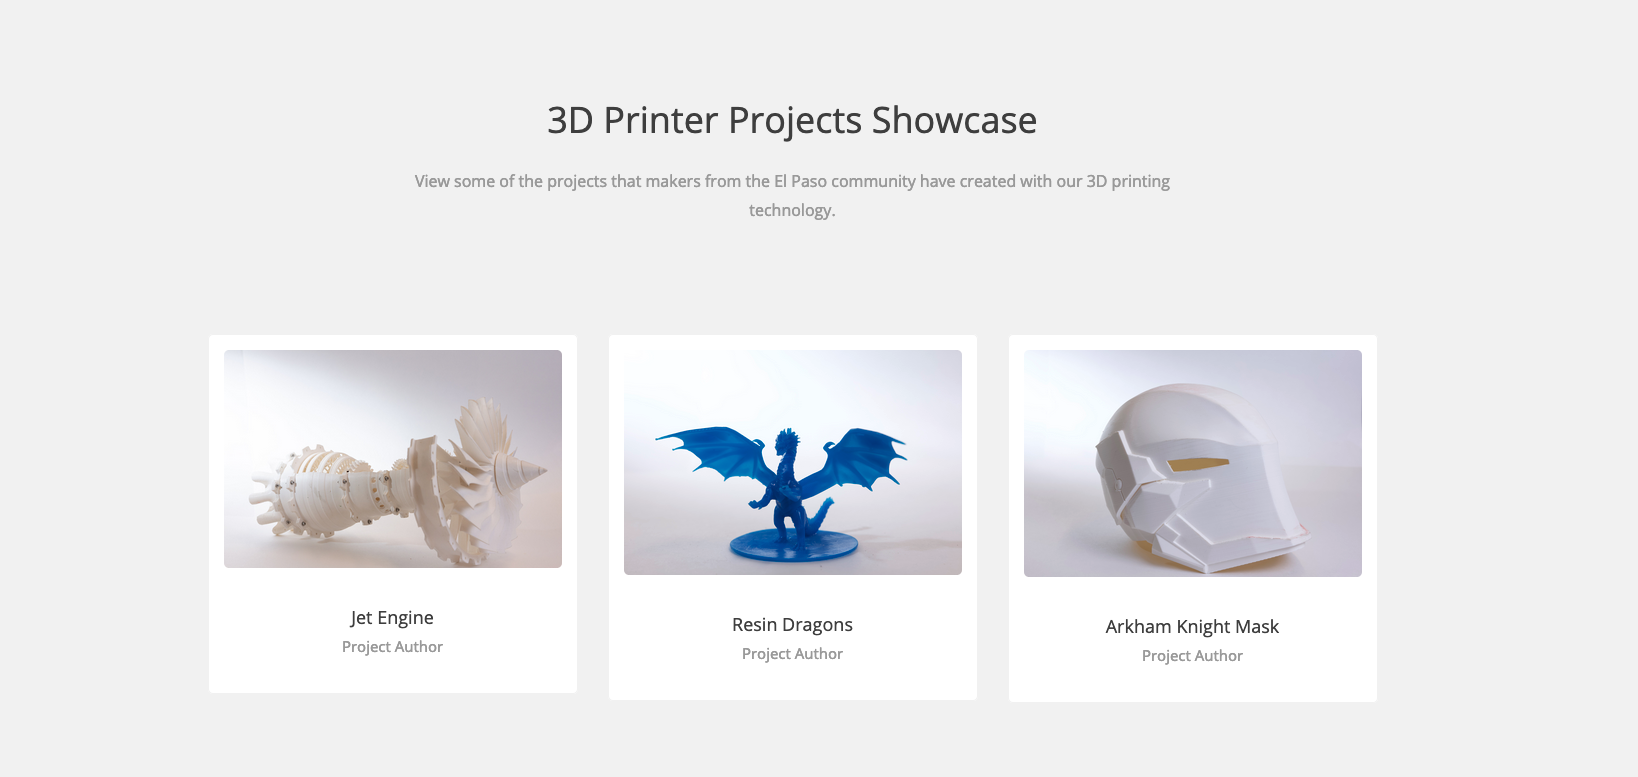 3D Printer Projects Showcase
View some of the projects that makers from the El Paso community have created with our 3D printing
technology.
Jet Engine
Project Author
Resin Dragons
Project Author
Arkham Knight Mask
Project Author